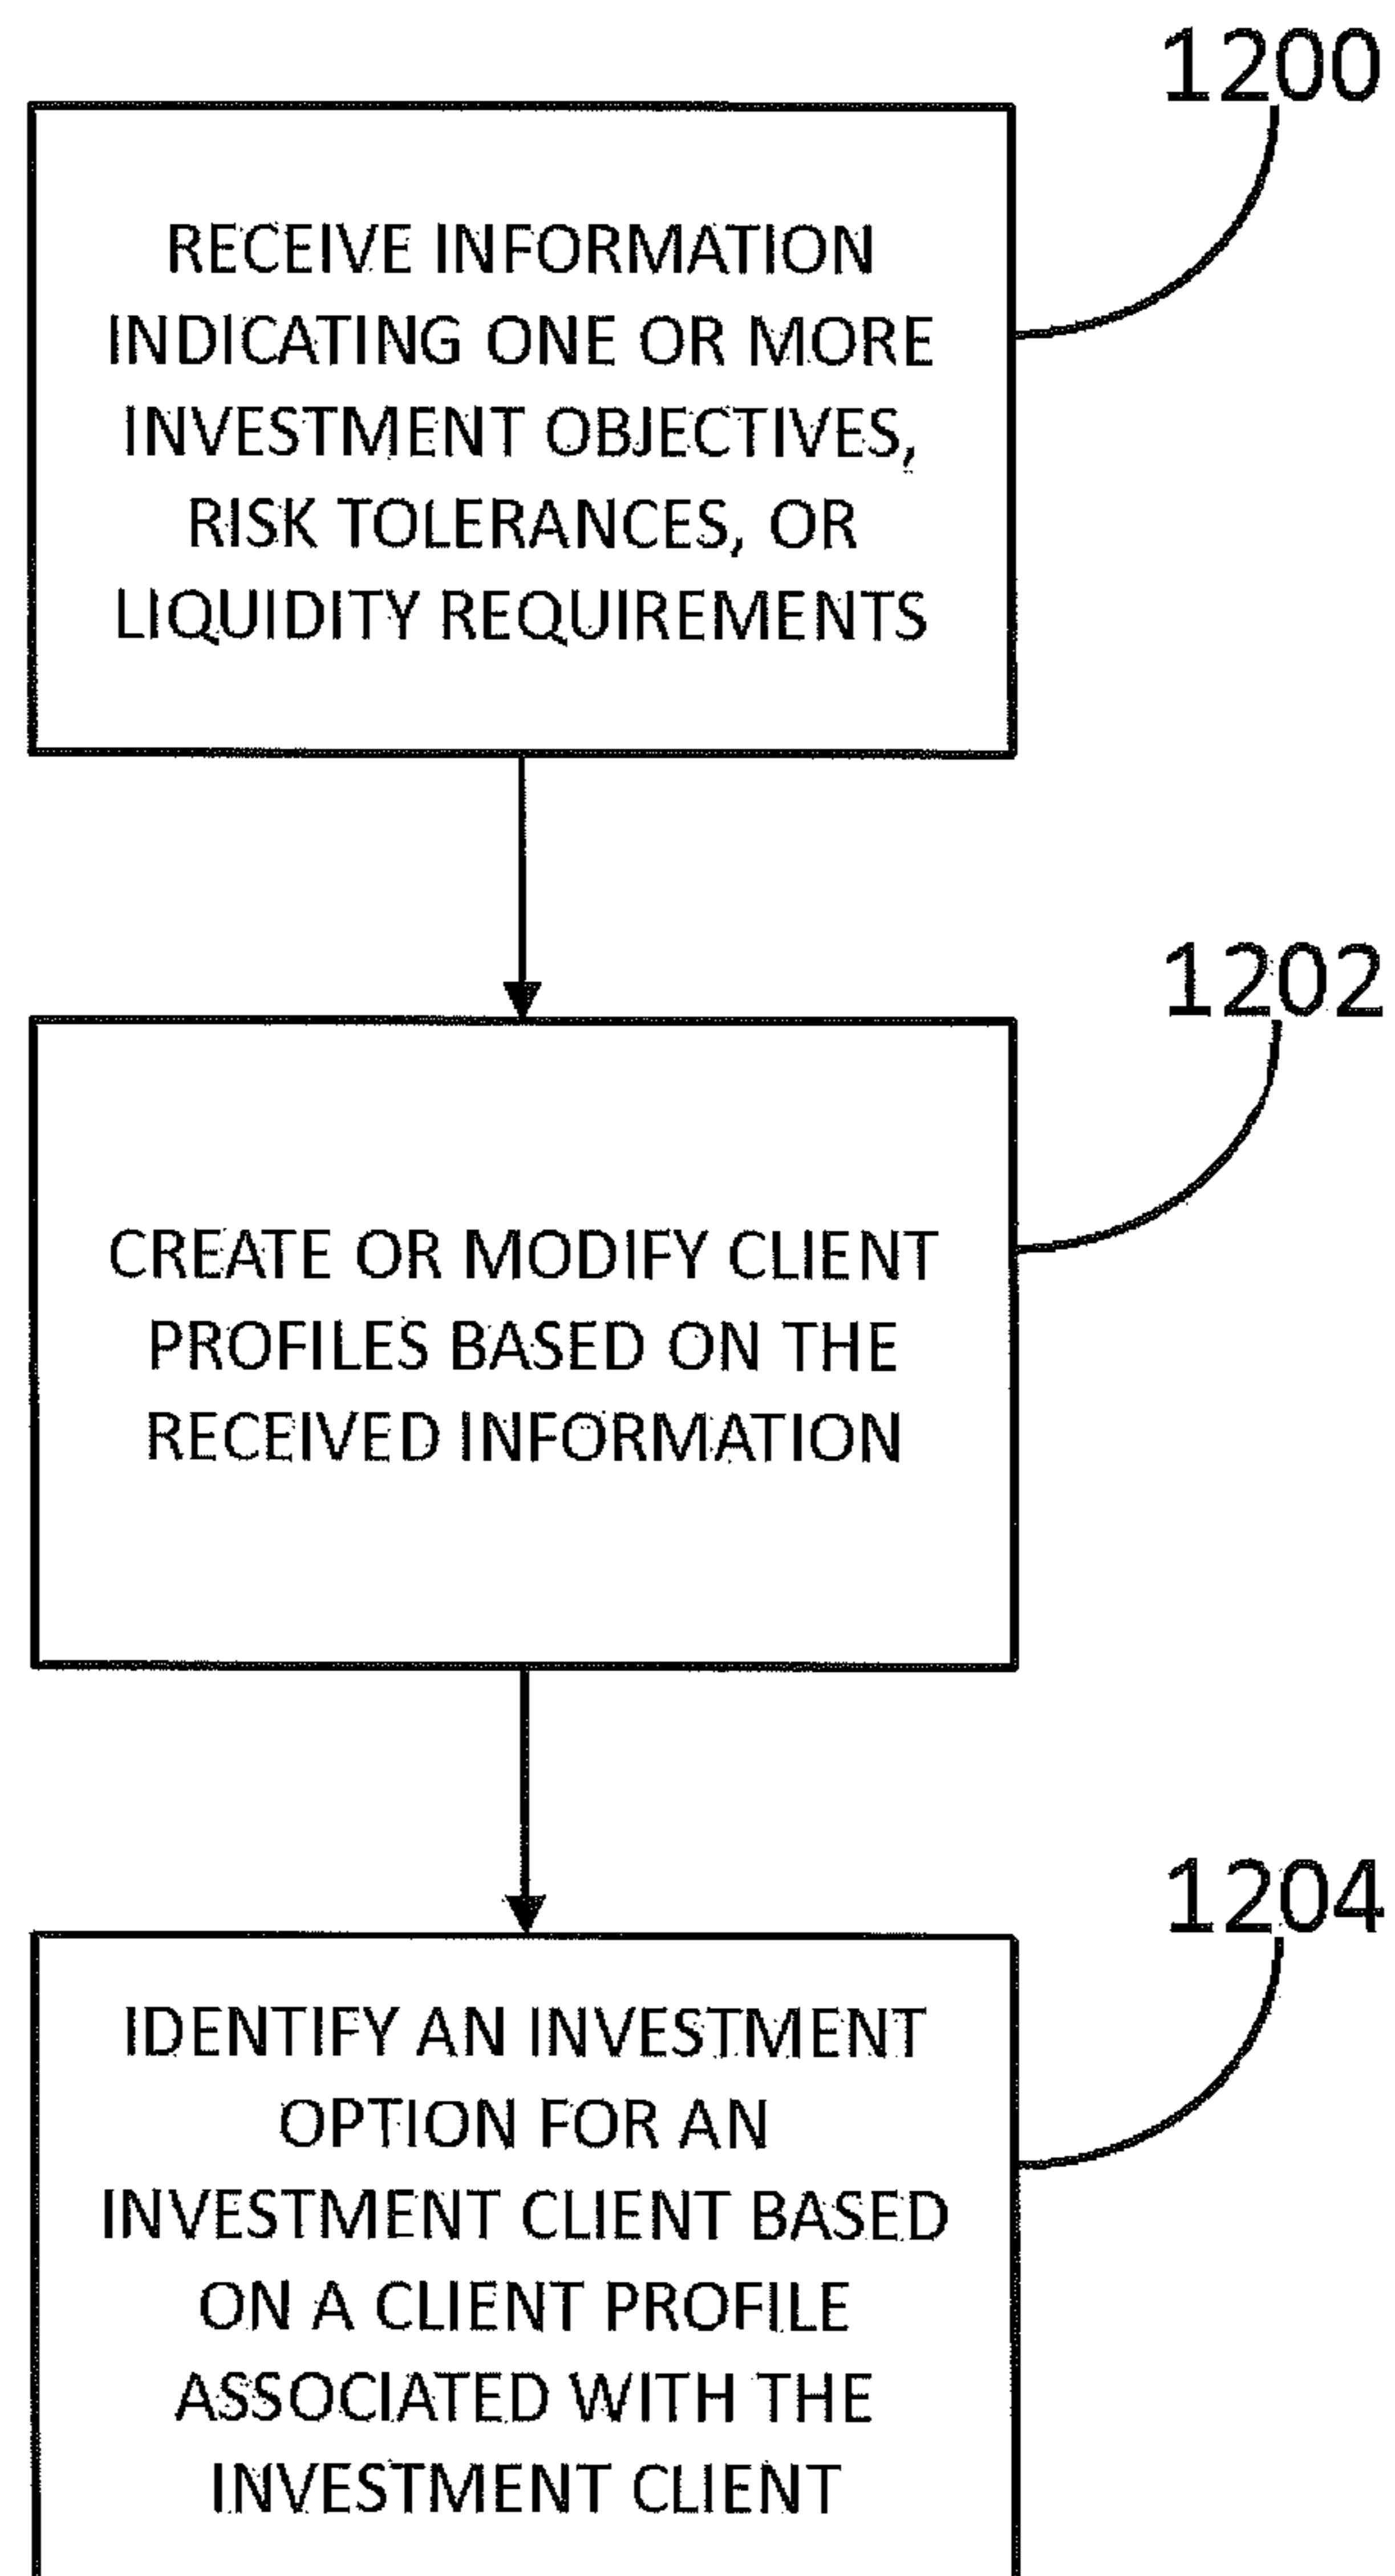 1200
RECEIVE INFORMATION
INDICATING ONE OR MORE
INVESTMENT OBJECTIVES,
RISK TOLERANCES, OR
LIQUIDITY REQUIREMENTS
1202
CREATE OR MODIFY CLIENT
PROFILES BASED ON THE
RECEIVED INFORMATION
1204
IDENTIFY AN INVESTMENT
OPTION FOR AN
INVESTMENT CLIENT BASED
ON A CLIENT PROFILE
ASSOCIATED WITH THE
INVESTMENT CLIENT